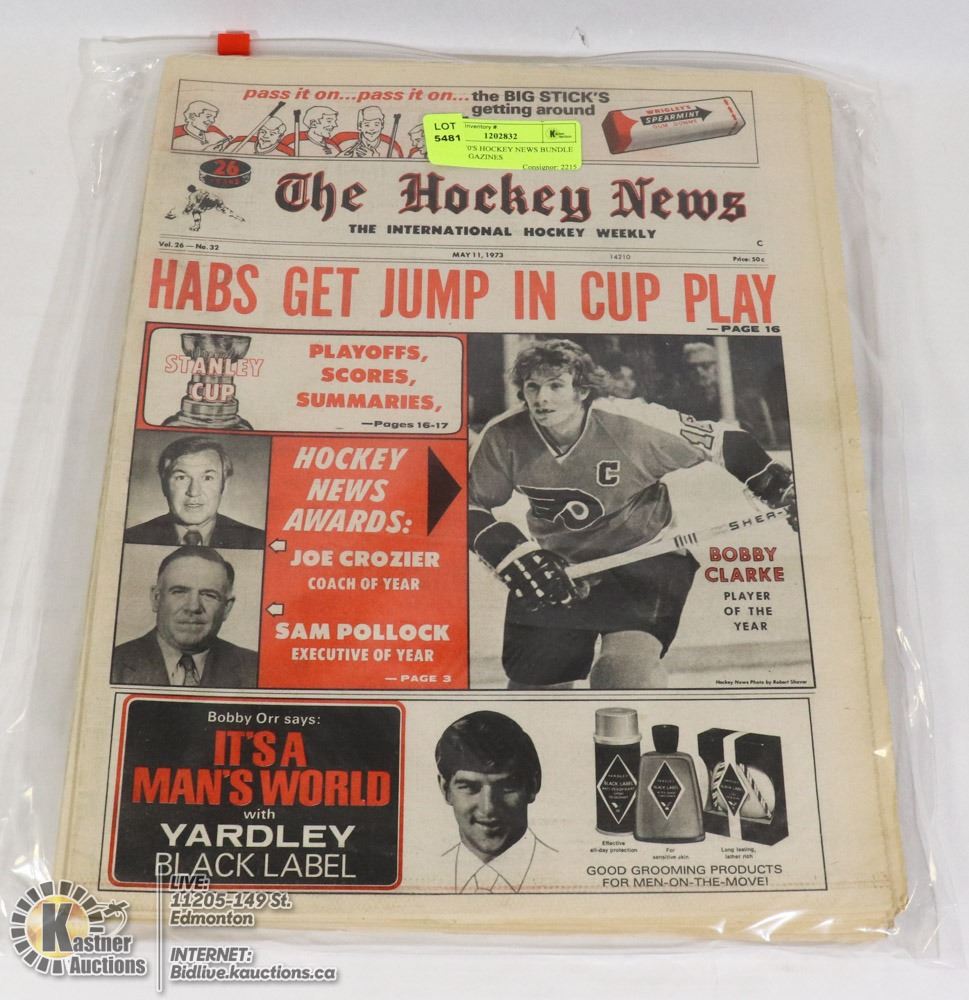 pass it on...pass it on...the BIG STICK'S
getting around
WRIGLEY'S
SPEARMINT
LOT
5481
Inventory #:
1202832
0'S HOCKEY NEWS BUNDLE
GAZINES
Consignor: 2215
26
The Hockey News
THE INTERNATIONAL HOCKEY WEEKLY
Vol. 26 — No. 32
C
MAY 11, 1973
14210
Price: 50c
HABS GET JUMP IN CUP PLAY
—PAGE 16
STANLEY
CUP
PLAYOFFS,
SCORES,
SUMMARIES,
—Pages 16-17
HOCKEY
NEWS
AWARDS:
JOE CROZIER
COACH OF YEAR
SAM POLLOCK
EXECUTIVE OF YEAR
— PAGE 3
C
16
SHER-
BOBBY
CLARKE
PLAYER
OF THE
YEAR
Hockey News Photo by Robert Shaver
Bobby Orr says:
IT'S A
MAN'S WORLD
with
YARDLEY
BLACK LABEL
YARDLEY
BLACK LABEL
BLACK LABEL
Effective
all-day protection
For
sensitive skin
Long lasting,
lather rich
GOOD GROOMING PRODUCTS
FOR MEN-ON-THE-MOVE!
Kastner
Auctions
LIVE:
11205-149 St.
Edmonton
INTERNET:
Bidlive.kauctions.ca